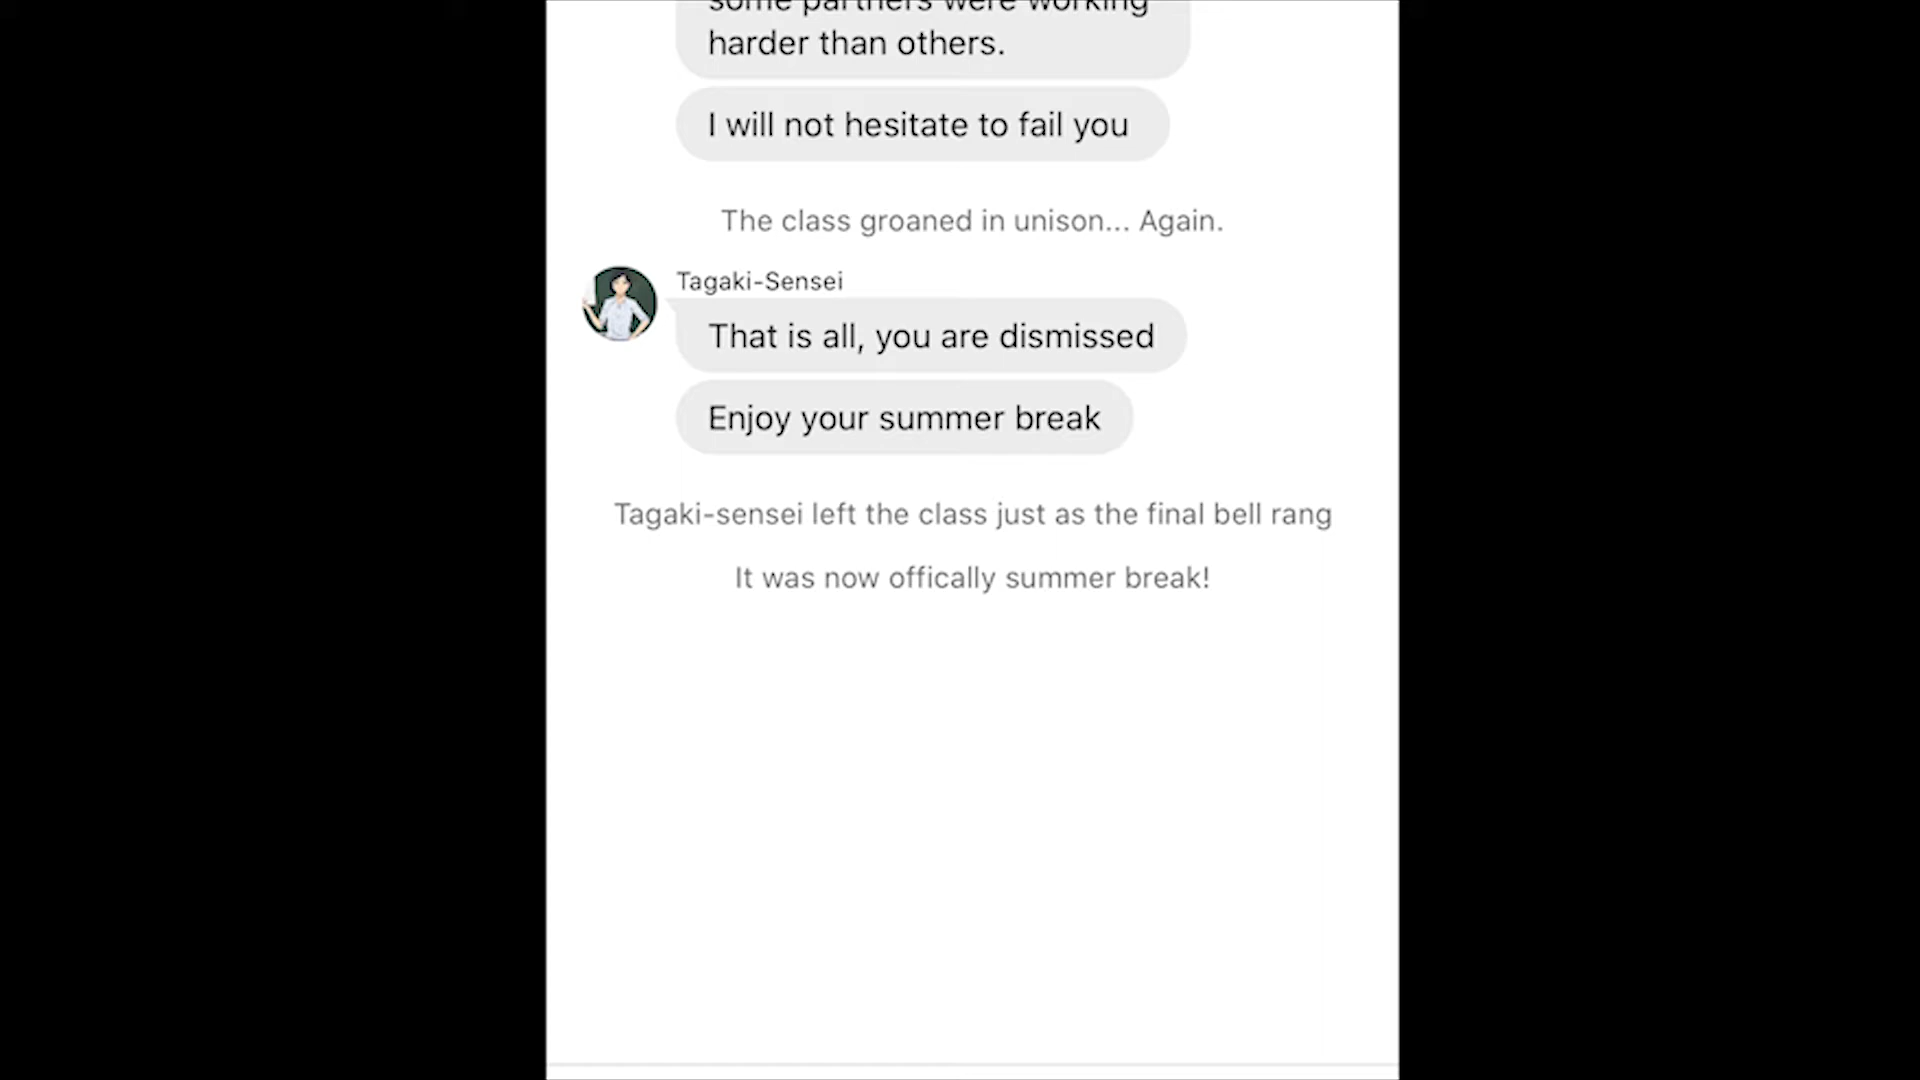 some partners were working
harder than others.
I will not hesitate to fail you
The class groaned in unison... Again.
Tagaki-Sensei
That is all, you are dismissed
Enjoy your summer break
Tagaki-sensei left the class just as the final bell rang
It was now offically summer break!